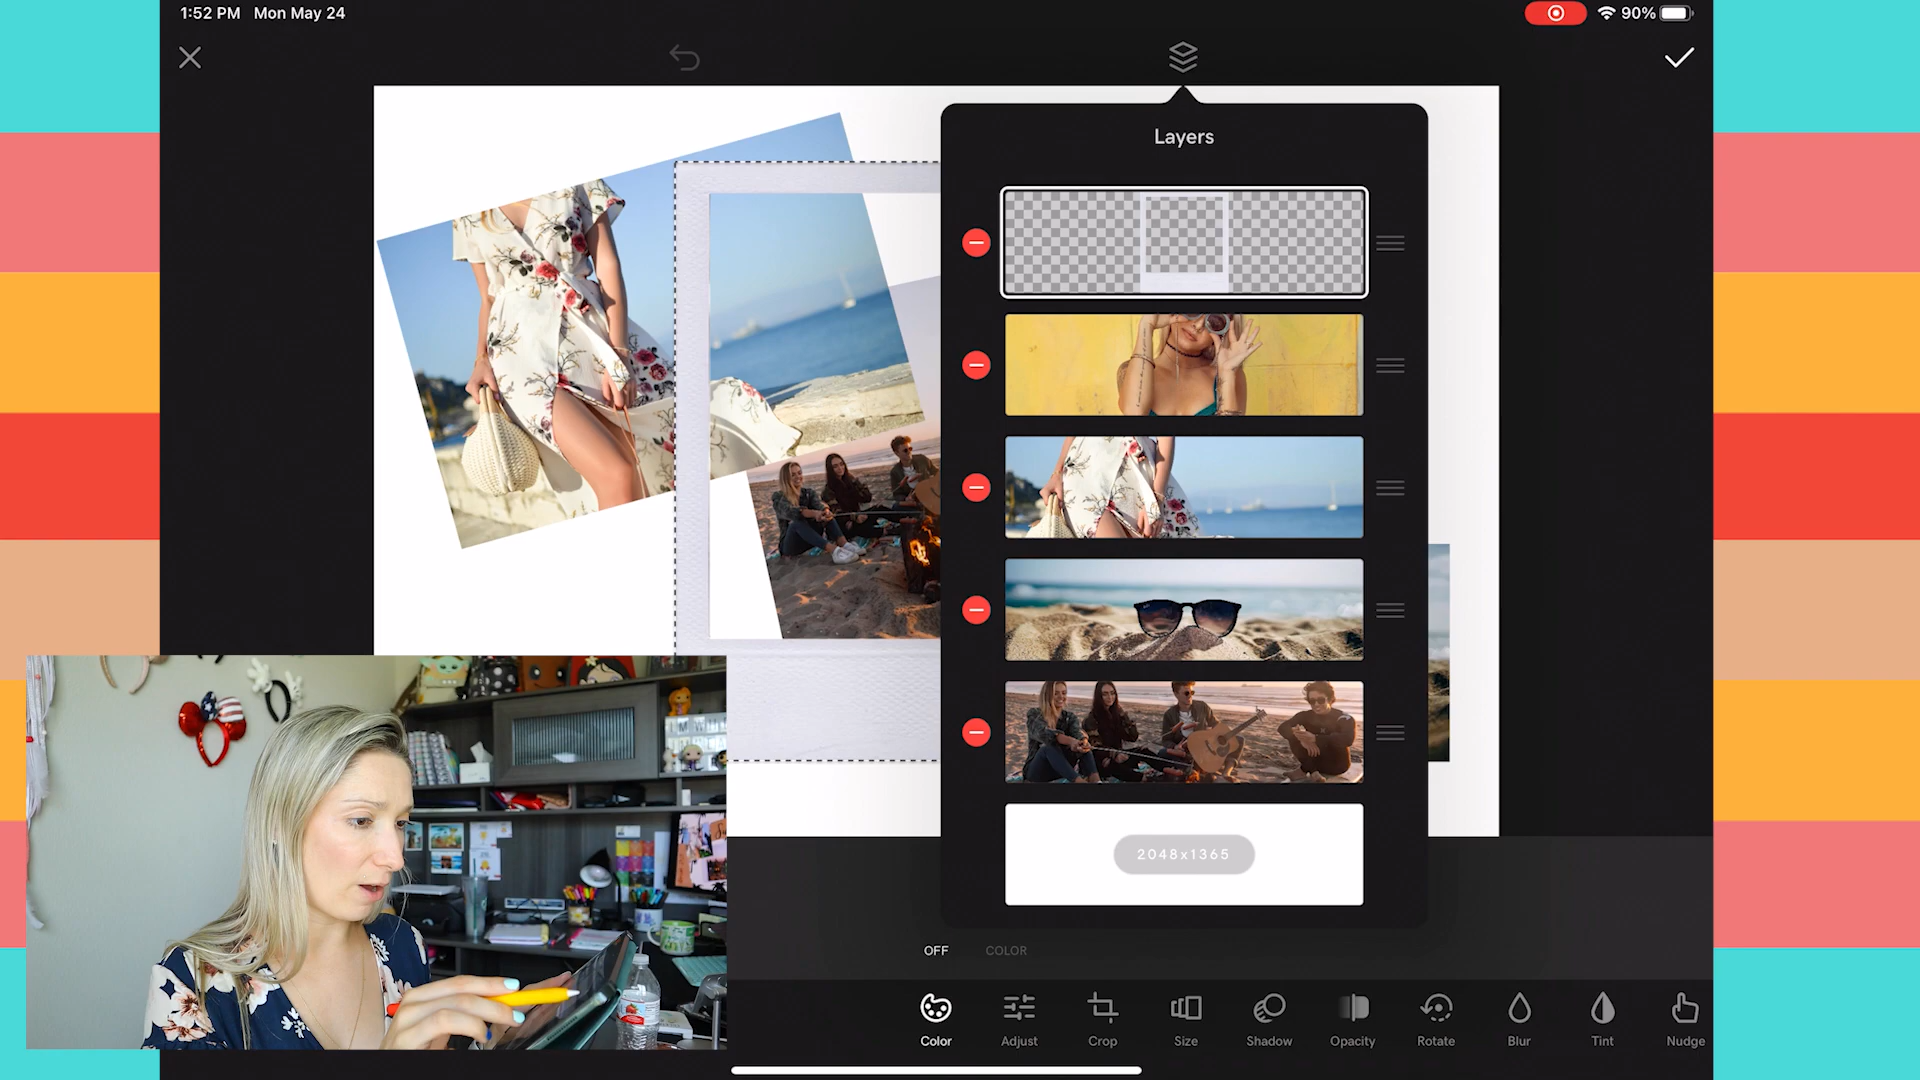 1:52 PM Mon May 24
90%
Layers
2048x1365
OFF COLOR
Color Adjust Crop Size Shadow Opacity Rotate Blur Tint Nudge